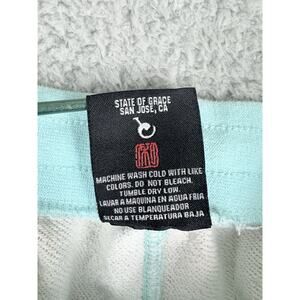 STATE OF GRACE
SAN JOSE, CA
MACHINE WASH COLD WITH LIKE
COLORS. DO NOT BLEACH.
TUMBLE DRY LOW.
LAVAR A MAQUINA EN AGUA FRIA
NO USE BLANQUEADOR
SECAR A TEMPERATURA BAJA